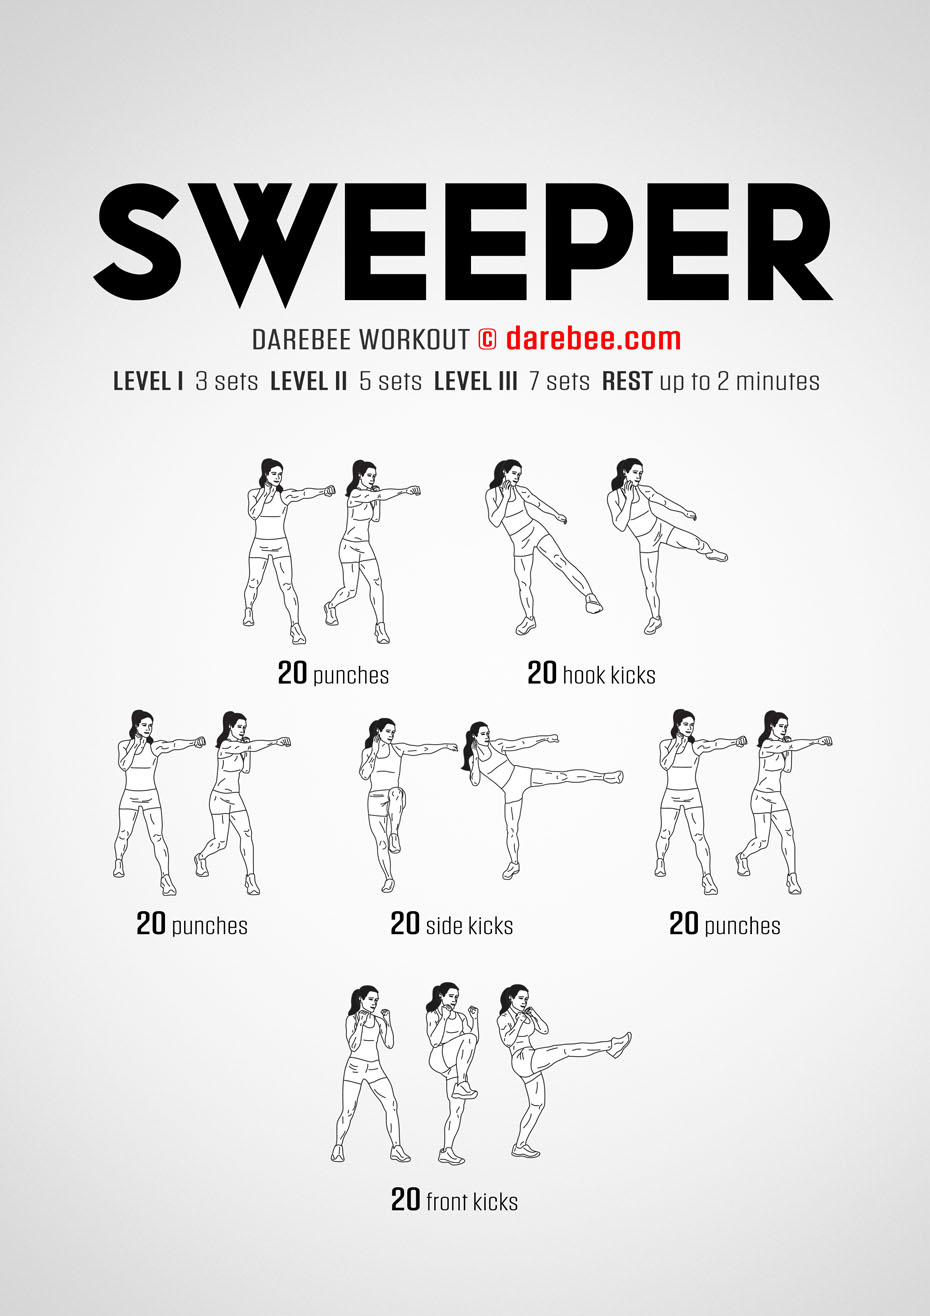 SWEEPER
DAREBEE WORKOUT © darebee.com
LEVEL I 3 sets LEVEL II 5 sets LEVEL III 7 sets REST up to 2 minutes
20 punches
20 hook kicks
20 punches
20 side kicks
20 punches
20 front kicks